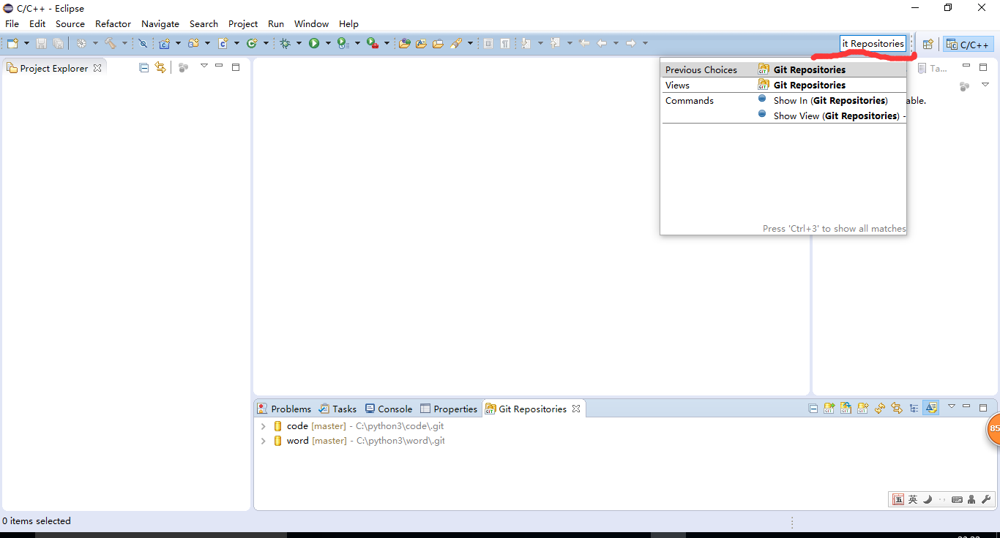 C/C++ - Eclipse
File Edit Source Refactor Navigate Search Project Run Window Help
it Repositories
C/C++
Project Explorer
Previous Choices Git Repositories
Views Git Repositories
Commands Show In (Git Repositories)
Show View (Git Repositories) -
Press 'Ctrl+3' to show all matches
Ta...
able.
Problems Tasks Console Properties Git Repositories
code [master] - C:\python3\code\.git
word [master] - C:\python3\word\.git
85
五 英
0 items selected